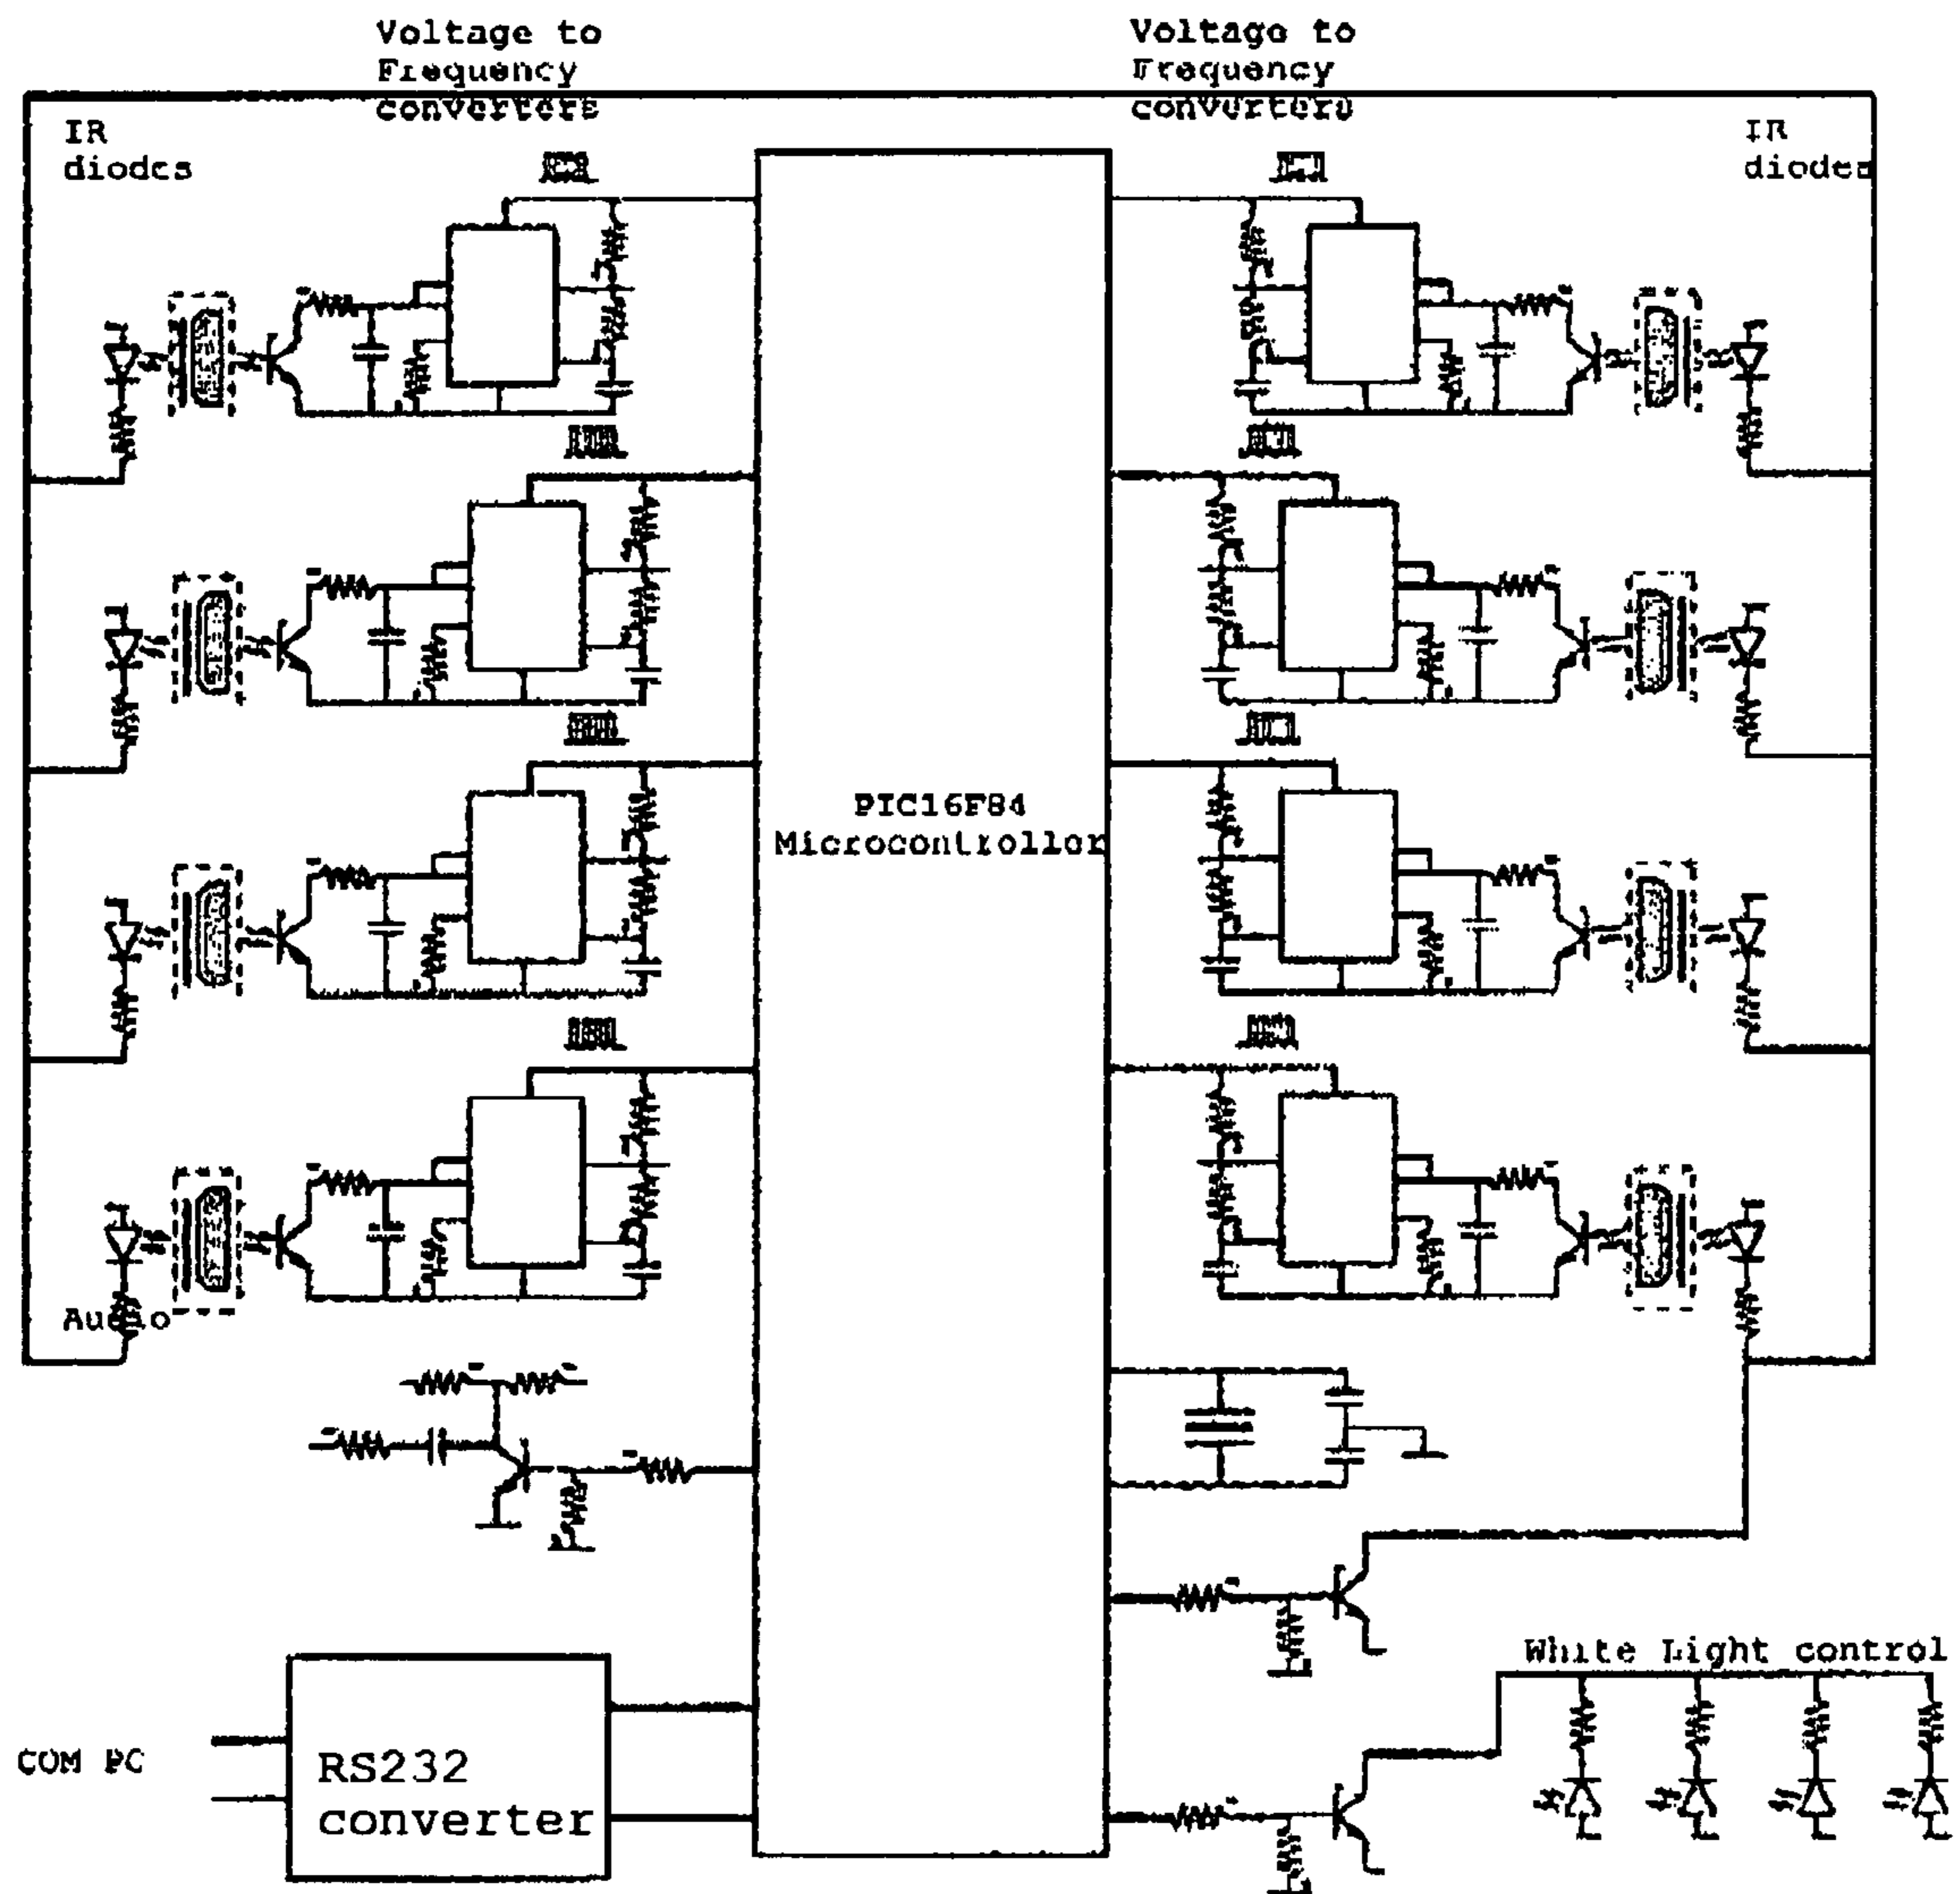 Voltage to
Frequency
converters
Voltage to
Frequency
converters
IR
diodes
IR
diodes
PIC16F84
Microcontroller
Audio
White Light control
COM PC
RS232
converter